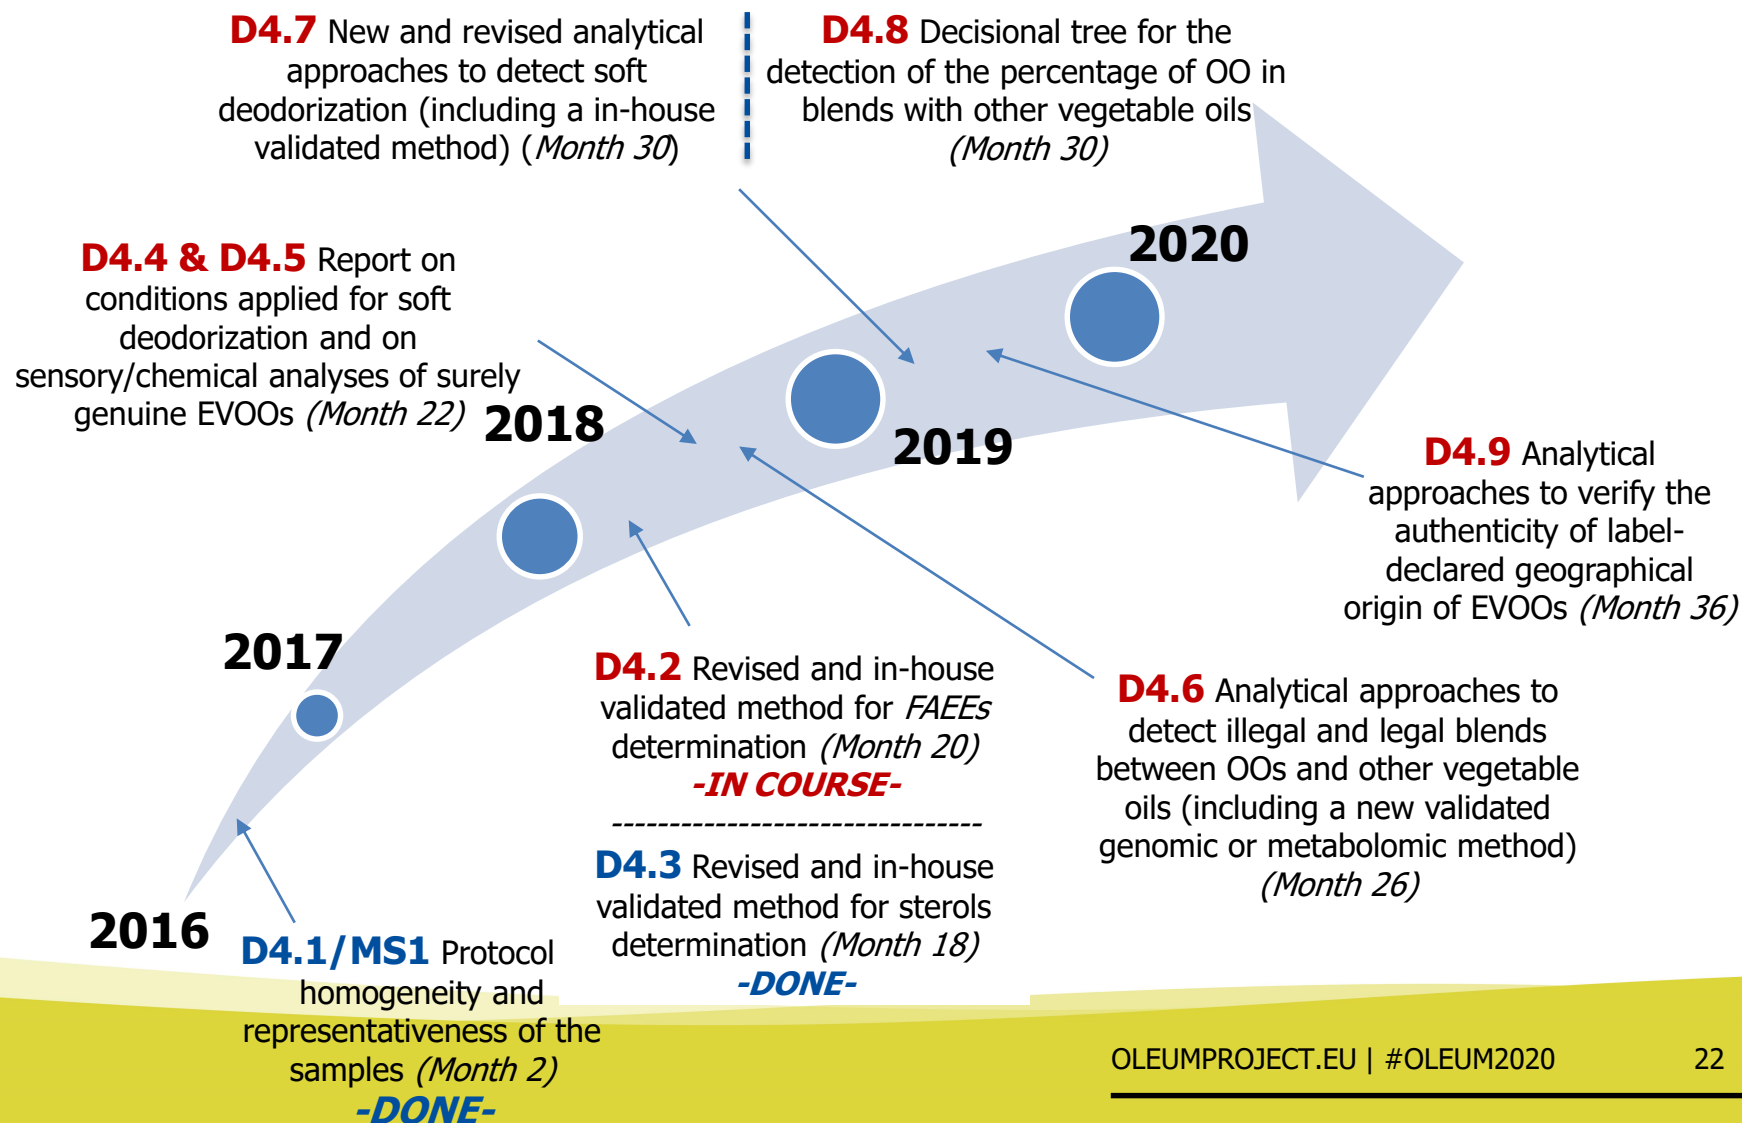 D4.7 New and revised analytical
approaches to detect soft
deodorization (including a in-house
validated method) (Month 30)
D4.8 Decisional tree for the
detection of the percentage of OO in
blends with other vegetable oils
(Month 30)
2020
D4.4 & D4.5 Report on
conditions applied for soft
deodorization and on
sensory/chemical analyses of surely
genuine EVOOs (Month 22)
2018
2019
D4.9 Analytical
approaches to verify the
authenticity of label-
declared geographical
origin of EVOOs (Month 36)
2017
D4.2 Revised and in-house
validated method for FAEEs
determination (Month 20)
-IN COURSE-
--------------------------------
D4.3 Revised and in-house
validated method for sterols
determination (Month 18)
-DONE-
D4.6 Analytical approaches to
detect illegal and legal blends
between OOs and other vegetable
oils (including a new validated
genomic or metabolomic method)
(Month 26)
2016
D4.1/MS1 Protocol
homogeneity and
representativeness of the
samples (Month 2)
-DONE-
OLEUMPROJECT.EU | #OLEUM2020
22